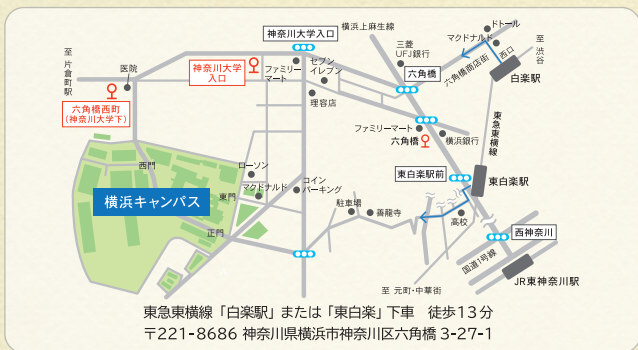 神奈川大学入口
横浜上麻生線
ドトール
マクドナルド
西口
至 渋谷
三菱
UFJ銀行
六角橋商店街
白楽駅
至 片倉町駅
医院
神奈川大学
入口
ファミリー
マート
セブン
イレブン
六角橋
六角橋西町
(神奈川大学下)
理容店
ファミリーマート
六角橋
横浜銀行
東急東横線
西門
ローソン
東白楽駅前
東白楽駅
横浜キャンパス
東門
マクドナルド
コイン
パーキング
駐車場
善龍寺
高校
正門
西神奈川
国道1号線
至 元町・中華街
JR東神奈川駅
東急東横線「白楽駅」または「東白楽」下車 徒歩13分
〒221-8686 神奈川県横浜市神奈川区六角橋 3-27-1